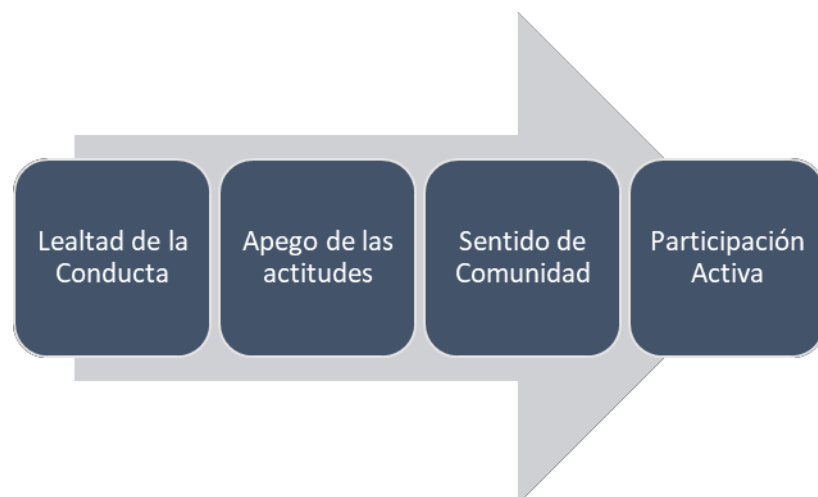 Lealtad de la
Conducta
Apego de las
actitudes
Sentido de
Comunidad
Participación
Activa